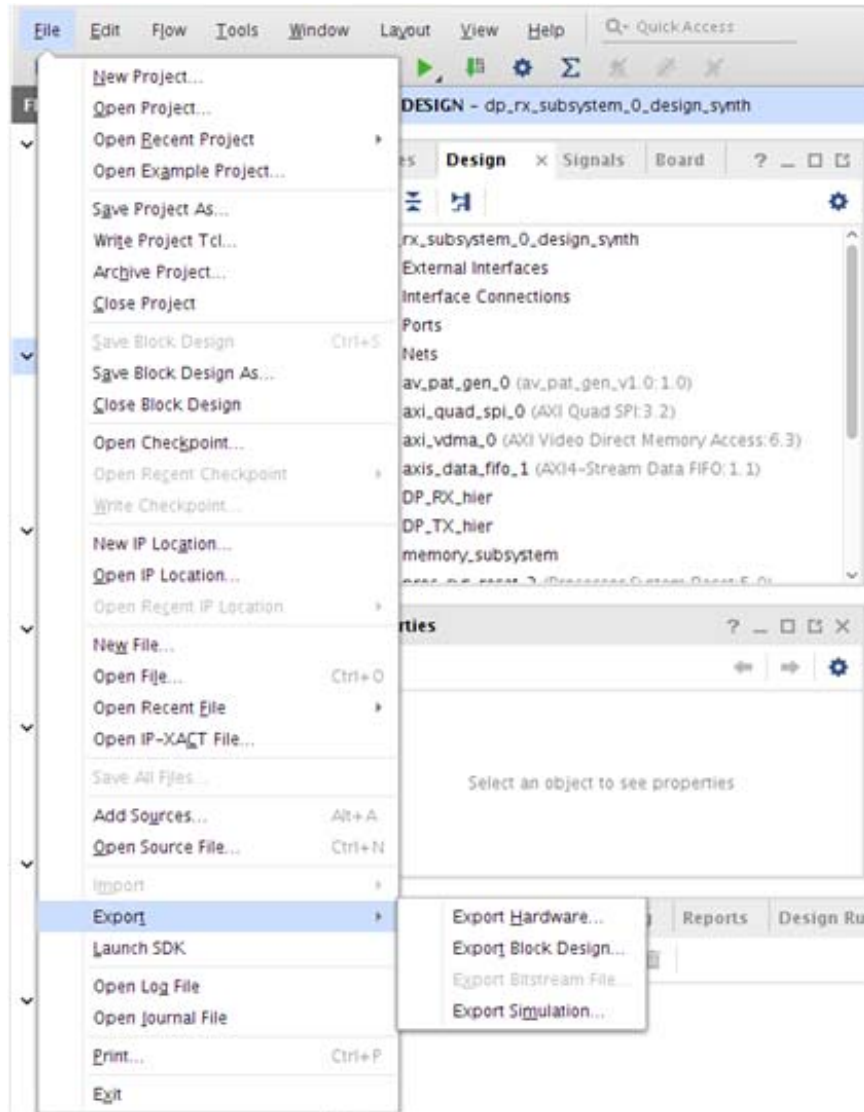 File Edit Flow Tools Window Layout View Help Quick Access
New Project...
Open Project...
Open Recent Project
Open Example Project...
Save Project As...
Write Project Tcl...
Archive Project...
Close Project
Save Block Design Ctrl+S
Save Block Design As...
Close Block Design
Open Checkpoint...
Open Recent Checkpoint
Write Checkpoint...
New IP Location...
Open IP Location...
Open Recent IP Location
New File...
Open File... Ctrl+O
Open Recent File
Open IP-XACT File...
Save All Files...
Add Sources... Alt+A
Open Source File... Ctrl+N
Import
Export
Launch SDK
Open Log File
Open Journal File
Print... Ctrl+P
Exit
Export Hardware...
Export Block Design...
Export Bitstream File...
Export Simulation...
DESIGN - dp_rx_subsystem_0_design_synth
Design × Signals Board ?
rx_subsystem_0_design_synth
External Interfaces
Interface Connections
Ports
Nets
av_pat_gen_0 (av_pat_gen_v1.0:1.0)
axi_quad_spi_0 (AXI Quad SPI:3.2)
axi_vdma_0 (AXI Video Direct Memory Access:6.3)
axis_data_fifo_1 (AXI4-Stream Data FIFO:1.1)
DP_RX_hier
DP_TX_hier
memory_subsystem
rties ?
Select an object to see properties
Reports Design Ru